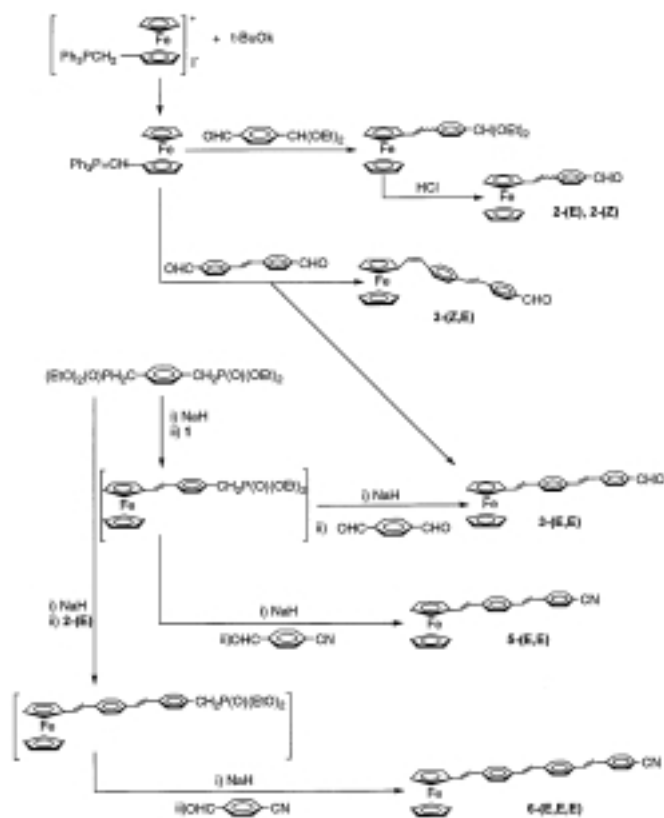 Fe
+ t-BuOk
Ph3PCH2
I-
Fe
OHC
CH(OEt)2
Fe
CH(OEt)2
Ph3P=CH
HCl
Fe
CHO
2-(E), 2-(Z)
OHC
CHO
Fe
CHO
3-(Z,E)
(EtO)2(O)PH2C
CH2P(O)(OEt)2
i) NaH
ii) 1
Fe
CH2P(O)(OEt)2
i) NaH
ii) OHC
CHO
Fe
CHO
3-(E,E)
i) NaH
ii) 2-(E)
i) NaH
ii)OHC
CN
Fe
CN
5-(E,E)
Fe
CH2P(O)(EtO)2
i) NaH
ii)OHC
CN
Fe
CN
6-(E,E,E)